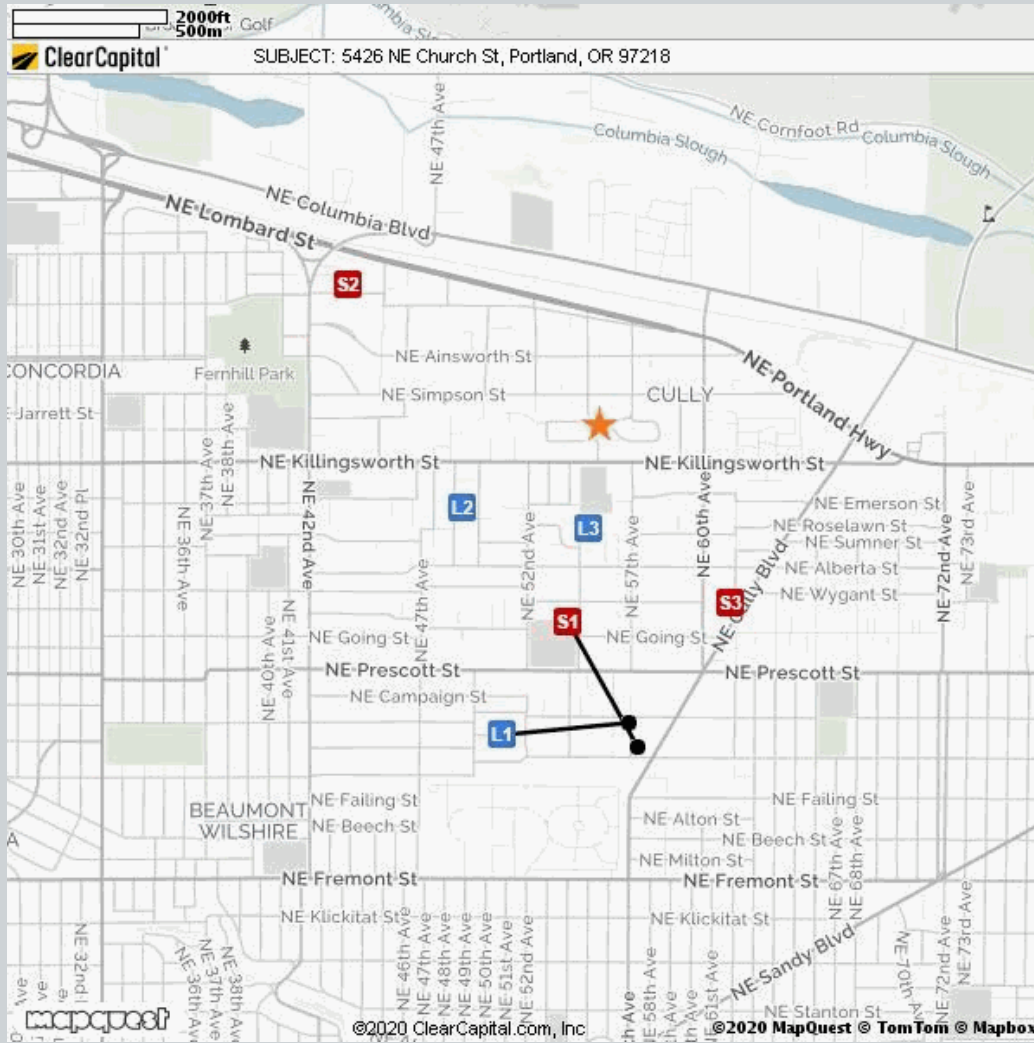 2000ft
Golf
500m
ClearCapital
SUBJECT: 5426 NE Church St, Portland, OR 97218
NE 47th Ave
NE Cornfoot Rd
Columbia Slough
Columbia Slough
NE Columbia Blvd
NE Lombard St
S2
NE Ainsworth St
CONCORDIA
Fernhill Park
NE Simpson St
CULLY
NE Portland Hwy
Jarrett St
NE 37th Ave
NE 38th Ave
NE Killingsworth St
NE Killingsworth St
NE 30th Ave
NE 31st Ave
NE 32nd Ave
NE 32nd Pl
NE 36th Ave
NE 42nd Ave
L2
L3
NE 52nd Ave
NE 57th Ave
NE 60th Ave
NE Emerson St
NE Roselawn St
NE Sumner St
NE Alberta St
NE Wygant St
NE 72nd Ave
NE 73rd Ave
NE Cully Blvd
S3
S1
NE 47th Ave
NE 40th Ave
NE 41st Ave
NE Going St
NE Going St
NE Prescott St
NE Prescott St
NE Campaign St
L1
BEAUMONT
WILSHIRE
NE Failing St
NE Failing St
NE Beech St
NE Alton St
NE Beech St
NE Milton St
NE 67th Ave
NE 68th Ave
A
NE Fremont St
NE Fremont St
NE Klickitat St
NE Klickitat St
NE 32nd
NE 36th Ave
NE 37th Ave
NE 38th Ave
NE 46th Ave
NE 47th Ave
NE 48th Ave
NE 49th Ave
NE 50th Ave
NE 51st Ave
NE 52nd Ave
NE 58th Ave
NE 61st Ave
NE Sandy Blvd
NE 70th
NE 72nd Ave
NE 73rd Ave
NE Stanton St
mapquest
©2020 ClearCapital.com, Inc
©2020 MapQuest © TomTom © Mapbox